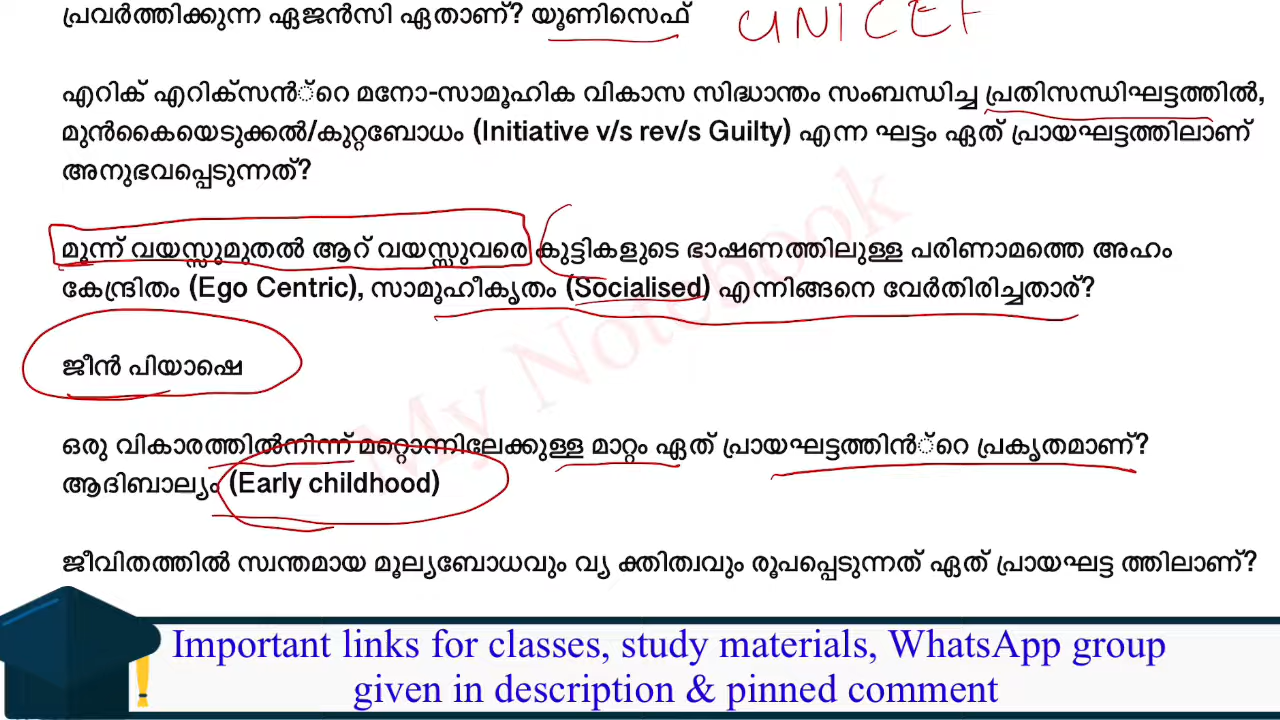 പ്രവർത്തിക്കുന്ന ഏജൻസി ഏതാണ്? യൂണിസെഫ് UNICEF
എറിക് എറിക്സൻ്റെ മനോ-സാമൂഹിക വികാസ സിദ്ധാന്തം സംബന്ധിച്ച പ്രതിസന്ധിഘട്ടത്തിൽ,
മുൻകൈയെടുക്കൽ/കുറ്റബോധം (Initiative v/s rev/s Guilty) എന്ന ഘട്ടം ഏത് പ്രായഘട്ടത്തിലാണ്
അനുഭവപ്പെടുന്നത്?
മൂന്ന് വയസ്സുമുതൽ ആറ് വയസ്സുവരെ കുട്ടികളുടെ ഭാഷണത്തിലുള്ള പരിണാമത്തെ അഹം
കേന്ദ്രിതം (Ego Centric), സാമൂഹീകൃതം (Socialised) എന്നിങ്ങനെ വേർതിരിച്ചതാര്?
ജീൻ പിയാഷെ
ഒരു വികാരത്തിൽനിന്ന് മറ്റൊന്നിലേക്കുള്ള മാറ്റം ഏത് പ്രായഘട്ടത്തിൻ്റെ പ്രകൃതമാണ്?
ആദിബാല്യം (Early childhood)
ജീവിതത്തിൽ സ്വന്തമായ മൂല്യബോധവും വ്യ ക്തിത്വവും രൂപപ്പെടുന്നത് ഏത് പ്രായഘട്ട ത്തിലാണ്?
My Notebook
Important links for classes, study materials, WhatsApp group
given in description & pinned comment